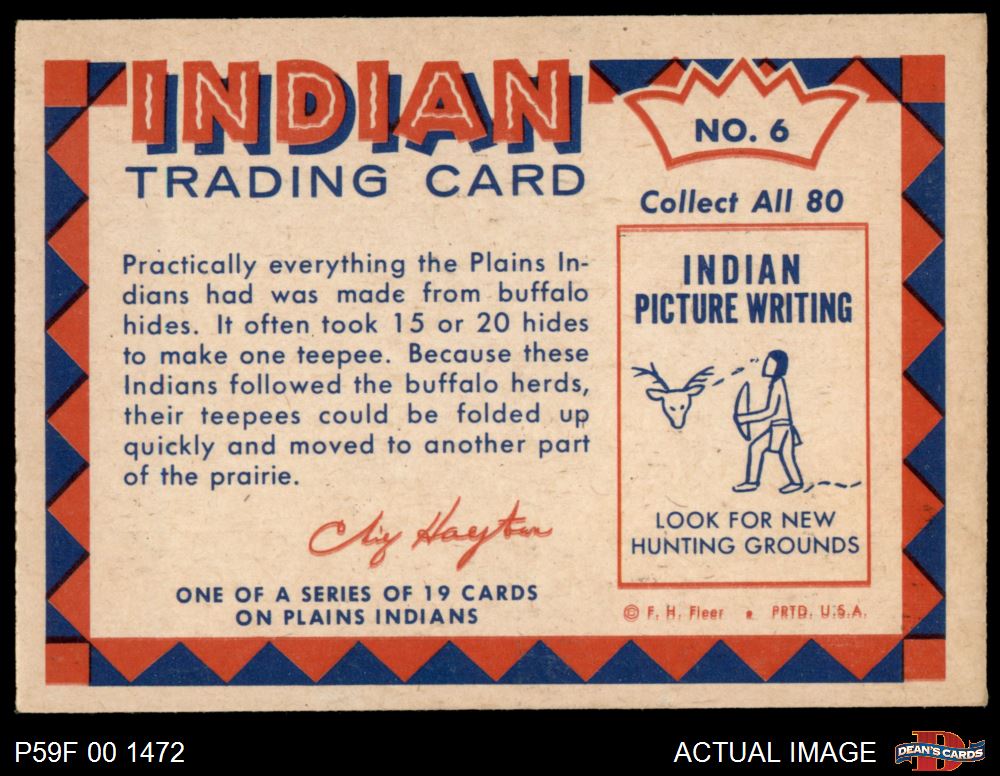 INDIAN
TRADING CARD
NO. 6
Collect All 80
Practically everything the Plains In-
dians had was made from buffalo
hides. It often took 15 or 20 hides
to make one teepee. Because these
Indians followed the buffalo herds,
their teepees could be folded up
quickly and moved to another part
of the prairie.
ONE OF A SERIES OF 19 CARDS
ON PLAINS INDIANS
INDIAN
PICTURE WRITING
LOOK FOR NEW
HUNTING GROUNDS
© F. H. Fleer • PRTD. U.S.A.
P59F 00 1472
ACTUAL IMAGE
D
DEAN'S CARDS